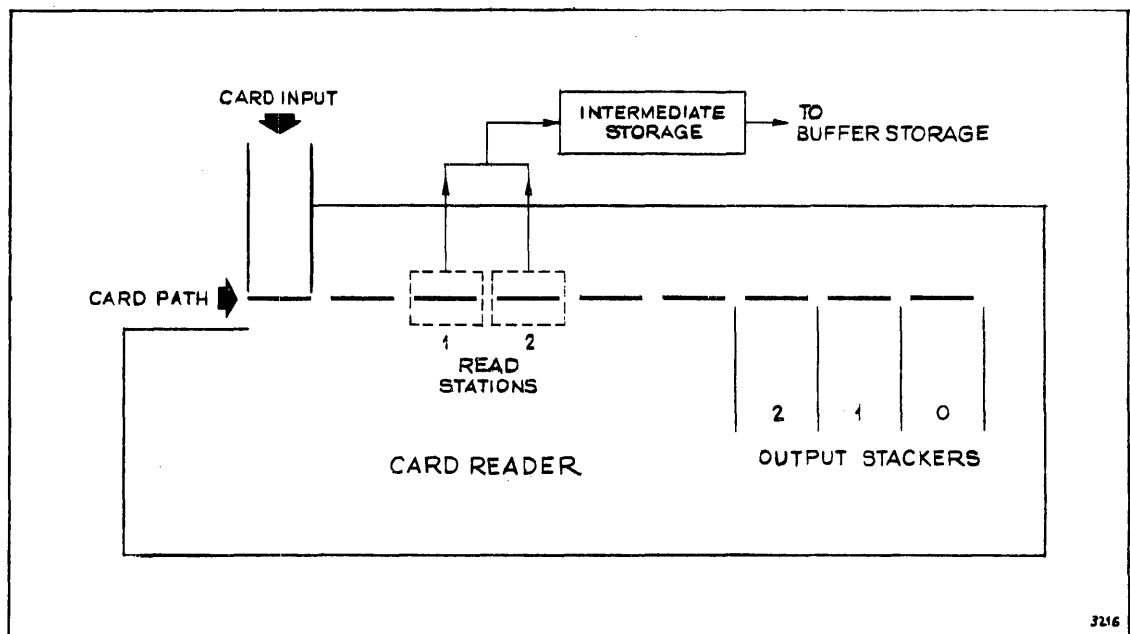 CARD INPUT
INTERMEDIATE
STORAGE
TO
BUFFER STORAGE
CARD PATH
1 2
READ
STATIONS
2 1 0
CARD READER
OUTPUT STACKERS
3216